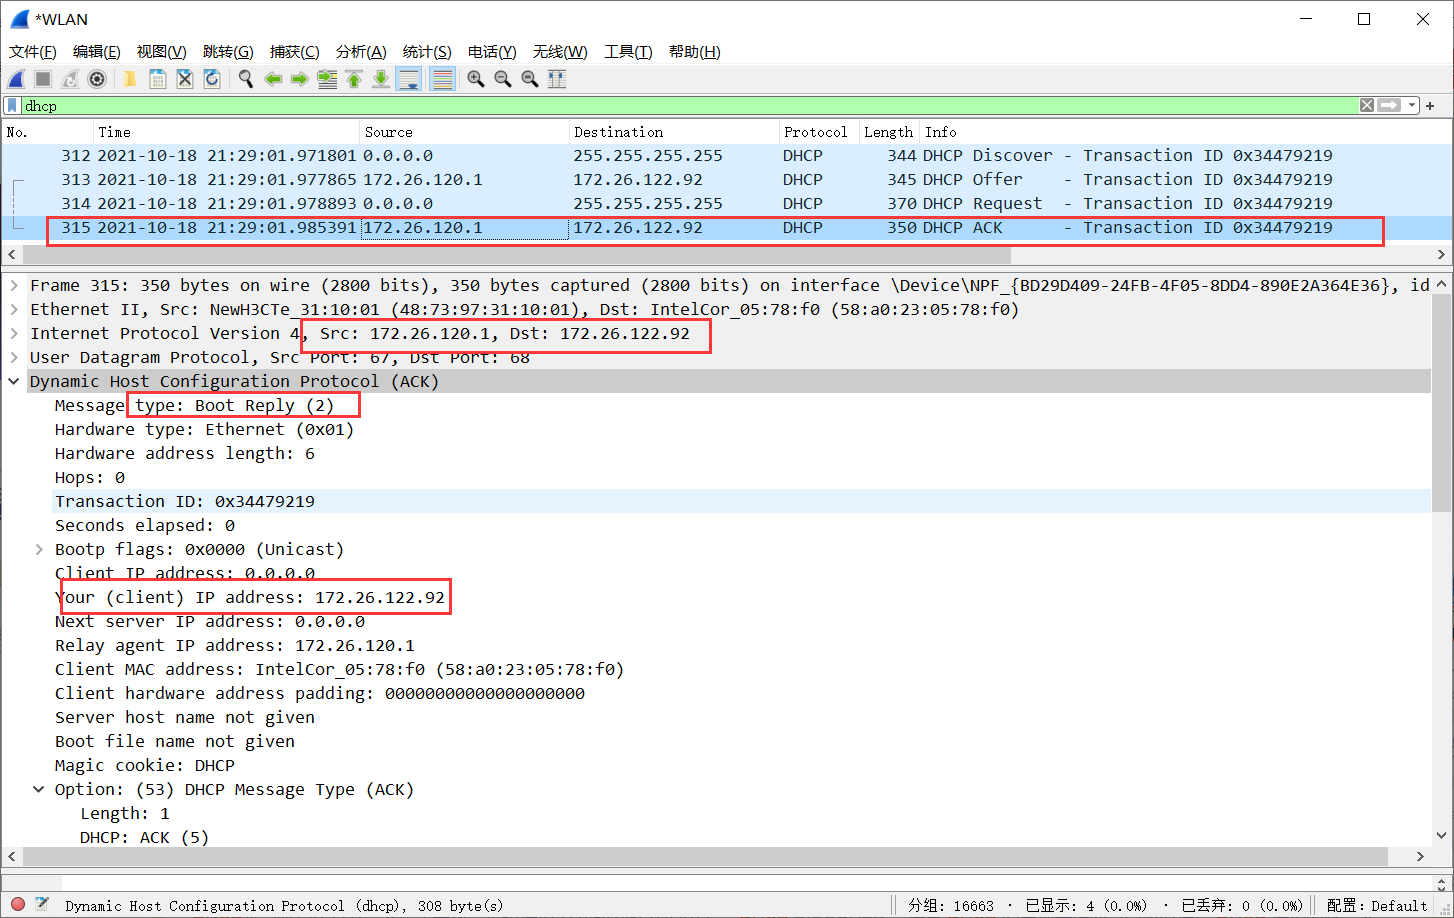 *WLAN
文件(F) 编辑(E) 视图(V) 跳转(G) 捕获(C) 分析(A) 统计(S) 电话(Y) 无线(W) 工具(T) 帮助(H)
dhcp
No. Time Source Destination Protocol Length Info
312 2021-10-18 21:29:01.971801 0.0.0.0 255.255.255.255 DHCP 344 DHCP Discover - Transaction ID 0x34479219
313 2021-10-18 21:29:01.977865 172.26.120.1 172.26.122.92 DHCP 345 DHCP Offer - Transaction ID 0x34479219
314 2021-10-18 21:29:01.978893 0.0.0.0 255.255.255.255 DHCP 370 DHCP Request - Transaction ID 0x34479219
315 2021-10-18 21:29:01.985391 172.26.120.1 172.26.122.92 DHCP 350 DHCP ACK - Transaction ID 0x34479219
Frame 315: 350 bytes on wire (2800 bits), 350 bytes captured (2800 bits) on interface \Device\NPF_{BD29D409-24FB-4F05-8DD4-890E2A364E36}, id
Ethernet II, Src: NewH3CTe_31:10:01 (48:73:97:31:10:01), Dst: IntelCor_05:78:f0 (58:a0:23:05:78:f0)
Internet Protocol Version 4, Src: 172.26.120.1, Dst: 172.26.122.92
User Datagram Protocol, Src Port: 67, Dst Port: 68
Dynamic Host Configuration Protocol (ACK)
Message type: Boot Reply (2)
Hardware type: Ethernet (0x01)
Hardware address length: 6
Hops: 0
Transaction ID: 0x34479219
Seconds elapsed: 0
Bootp flags: 0x0000 (Unicast)
Client IP address: 0.0.0.0
Your (client) IP address: 172.26.122.92
Next server IP address: 0.0.0.0
Relay agent IP address: 172.26.120.1
Client MAC address: IntelCor_05:78:f0 (58:a0:23:05:78:f0)
Client hardware address padding: 00000000000000000000
Server host name not given
Boot file name not given
Magic cookie: DHCP
Option: (53) DHCP Message Type (ACK)
Length: 1
DHCP: ACK (5)
Dynamic Host Configuration Protocol (dhcp), 308 byte(s) 分组: 16663 · 已显示: 4 (0.0%) · 已丢弃: 0 (0.0%) 配置: Default